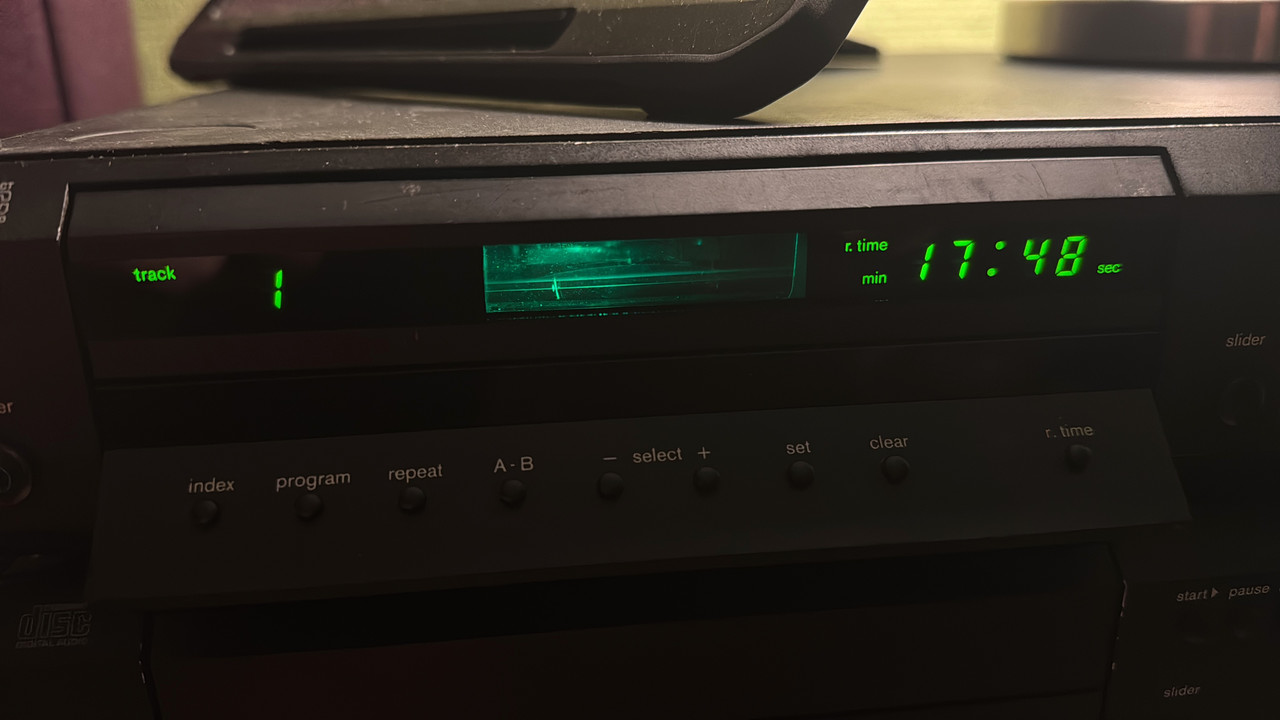 track 1
r. time
min 17:48 sec
slider
index program repeat A-B − select + set clear r. time
disc
DIGITAL AUDIO
start pause
slider